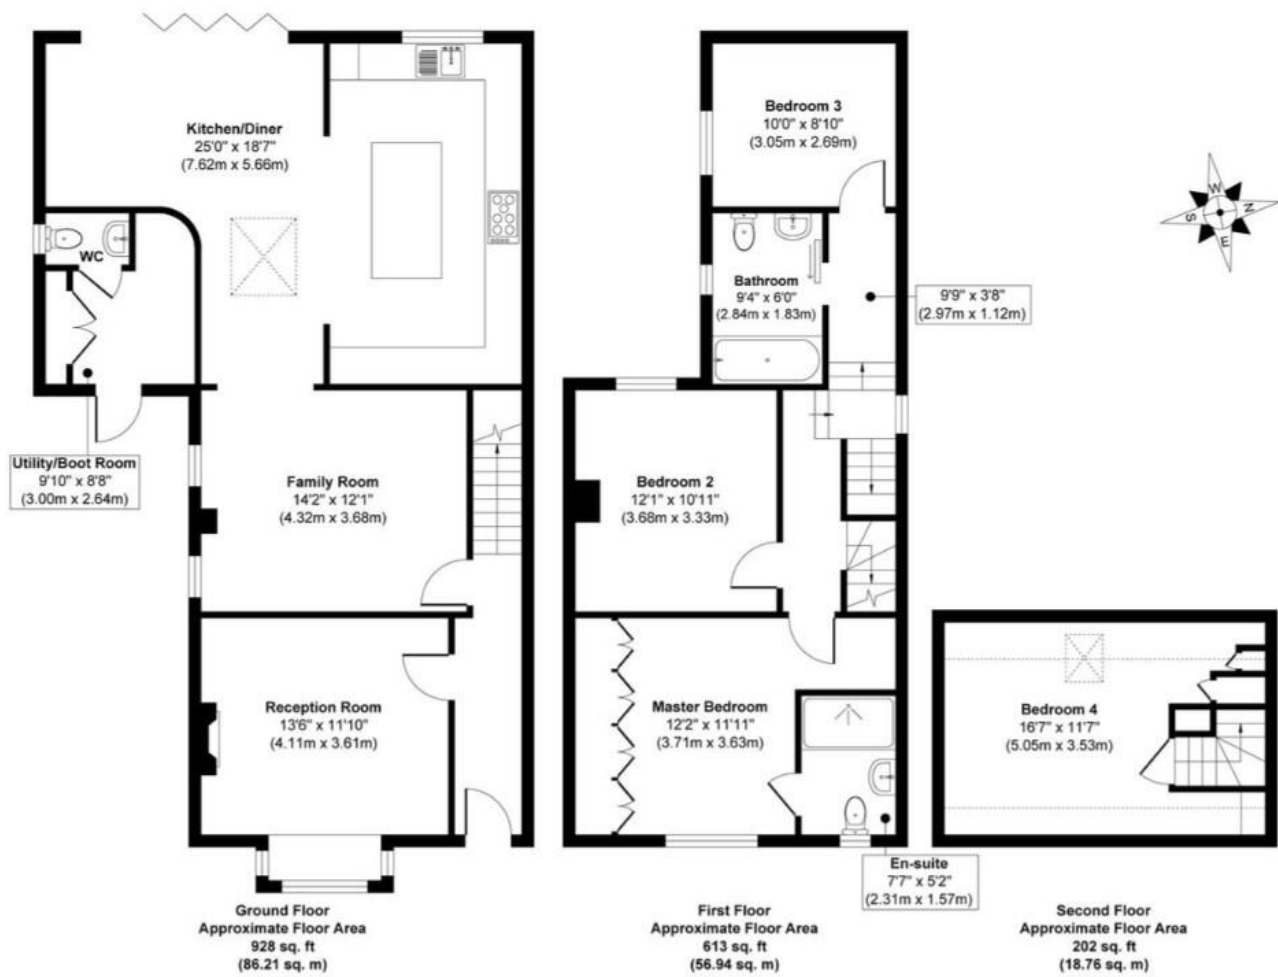 Kitchen/Diner
25'0" x 18'7"
(7.62m x 5.66m)
WC
Utility/Boot Room
9'10" x 8'8"
(3.00m x 2.64m)
Family Room
14'2" x 12'1"
(4.32m x 3.68m)
Reception Room
13'6" x 11'10"
(4.11m x 3.61m)
Ground Floor
Approximate Floor Area
928 sq. ft
(86.21 sq. m)
Bedroom 3
10'0" x 8'10"
(3.05m x 2.69m)
Bathroom
9'4" x 6'0"
(2.84m x 1.83m)
9'9" x 3'8"
(2.97m x 1.12m)
Bedroom 2
12'1" x 10'11"
(3.68m x 3.33m)
Master Bedroom
12'2" x 11'11"
(3.71m x 3.63m)
En-suite
7'7" x 5'2"
(2.31m x 1.57m)
First Floor
Approximate Floor Area
613 sq. ft
(56.94 sq. m)
W
N
S
E
Bedroom 4
16'7" x 11'7"
(5.05m x 3.53m)
Second Floor
Approximate Floor Area
202 sq. ft
(18.76 sq. m)